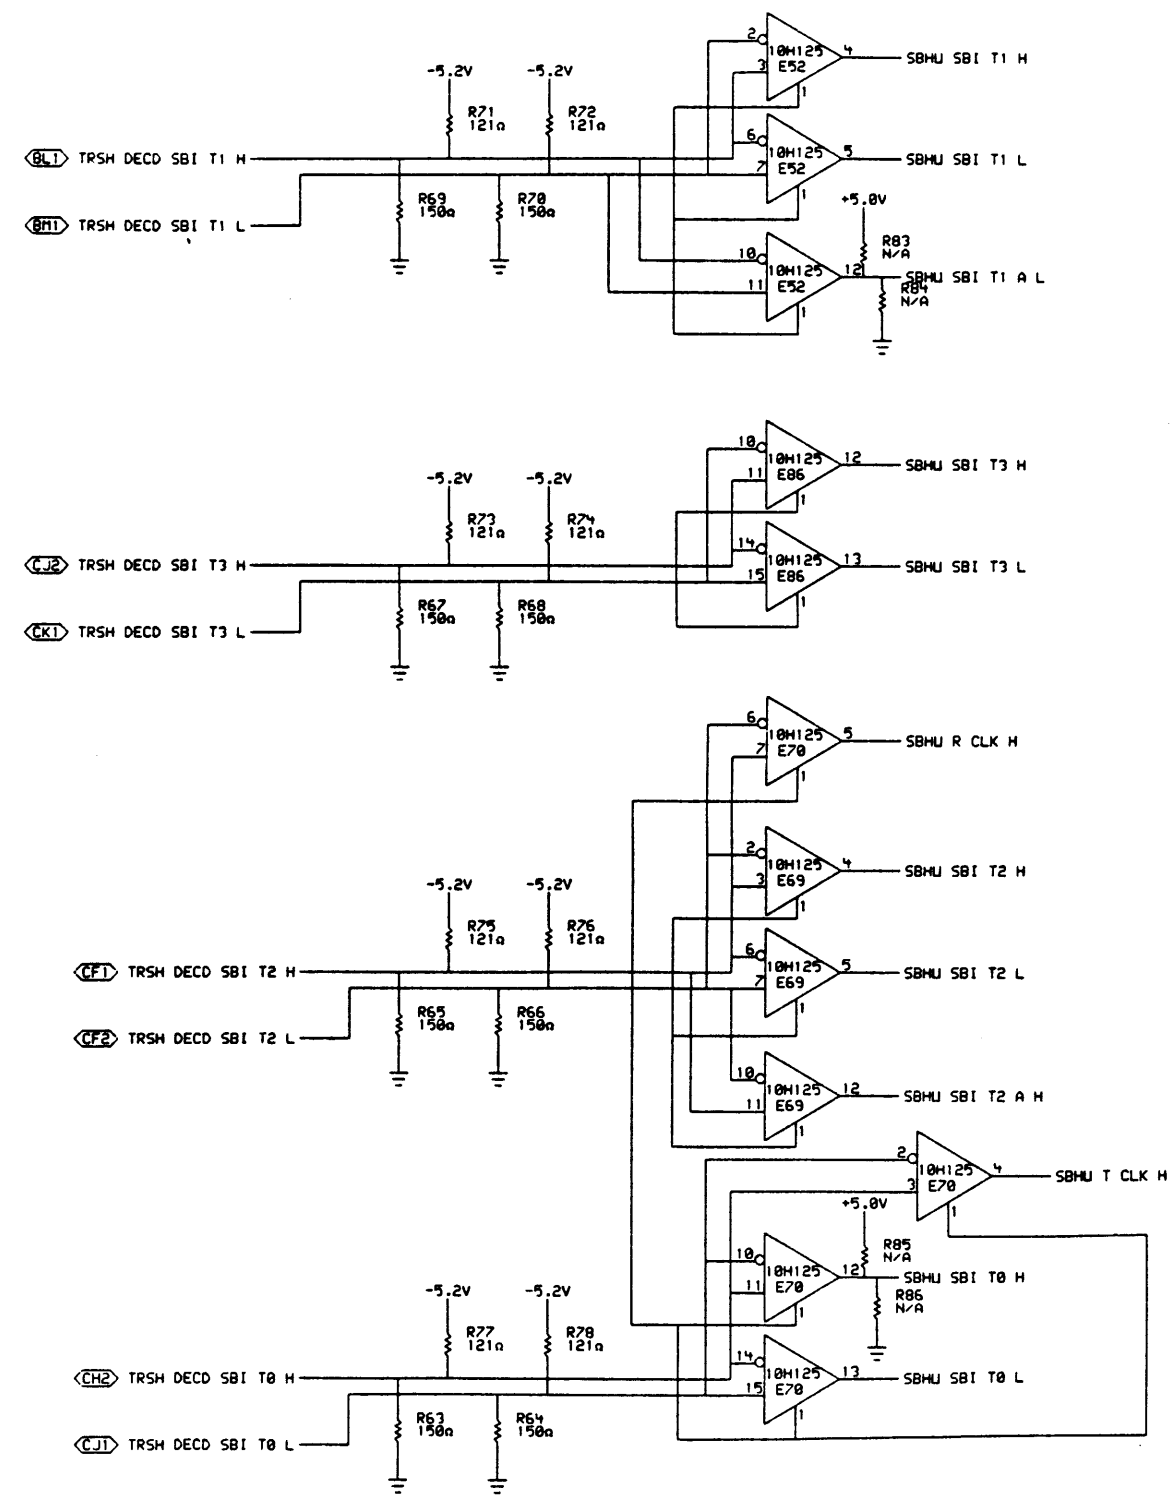 2 10H125 E52 4 SBHU SBI T1 H
3
1
-5.2V -5.2V
R71 121Ω R72 121Ω
6 10H125 E52 5 SBHU SBI T1 L
7
1
BL1 TRSH DECD SBI T1 H
R69 150Ω R70 150Ω
BM1 TRSH DECD SBI T1 L
+5.0V
R83 N/A
10 10H125 E52 12 SBHU SBI T1 A L
11
1
R84 N/A
10 10H125 E86 12 SBHU SBI T3 H
11
1
-5.2V -5.2V
R73 121Ω R74 121Ω
14 10H125 E86 13 SBHU SBI T3 L
15
1
CJ2 TRSH DECD SBI T3 H
R67 150Ω R68 150Ω
CK1 TRSH DECD SBI T3 L
6 10H125 E70 5 SBHU R CLK H
7
1
2 10H125 E69 4 SBHU SBI T2 H
3
1
-5.2V -5.2V
R75 121Ω R76 121Ω
6 10H125 E69 5 SBHU SBI T2 L
7
1
CF1 TRSH DECD SBI T2 H
R65 150Ω R66 150Ω
CF2 TRSH DECD SBI T2 L
10 10H125 E69 12 SBHU SBI T2 A H
11
1
2 10H125 E70 4 SBHU T CLK H
3
1
+5.0V
R85 N/A
10 10H125 E70 12 SBHU SBI T0 H
11
1
R86 N/A
-5.2V -5.2V
R77 121Ω R78 121Ω
14 10H125 E70 13 SBHU SBI T0 L
15
1
CH2 TRSH DECD SBI T0 H
R63 150Ω R64 150Ω
CJ1 TRSH DECD SBI T0 L